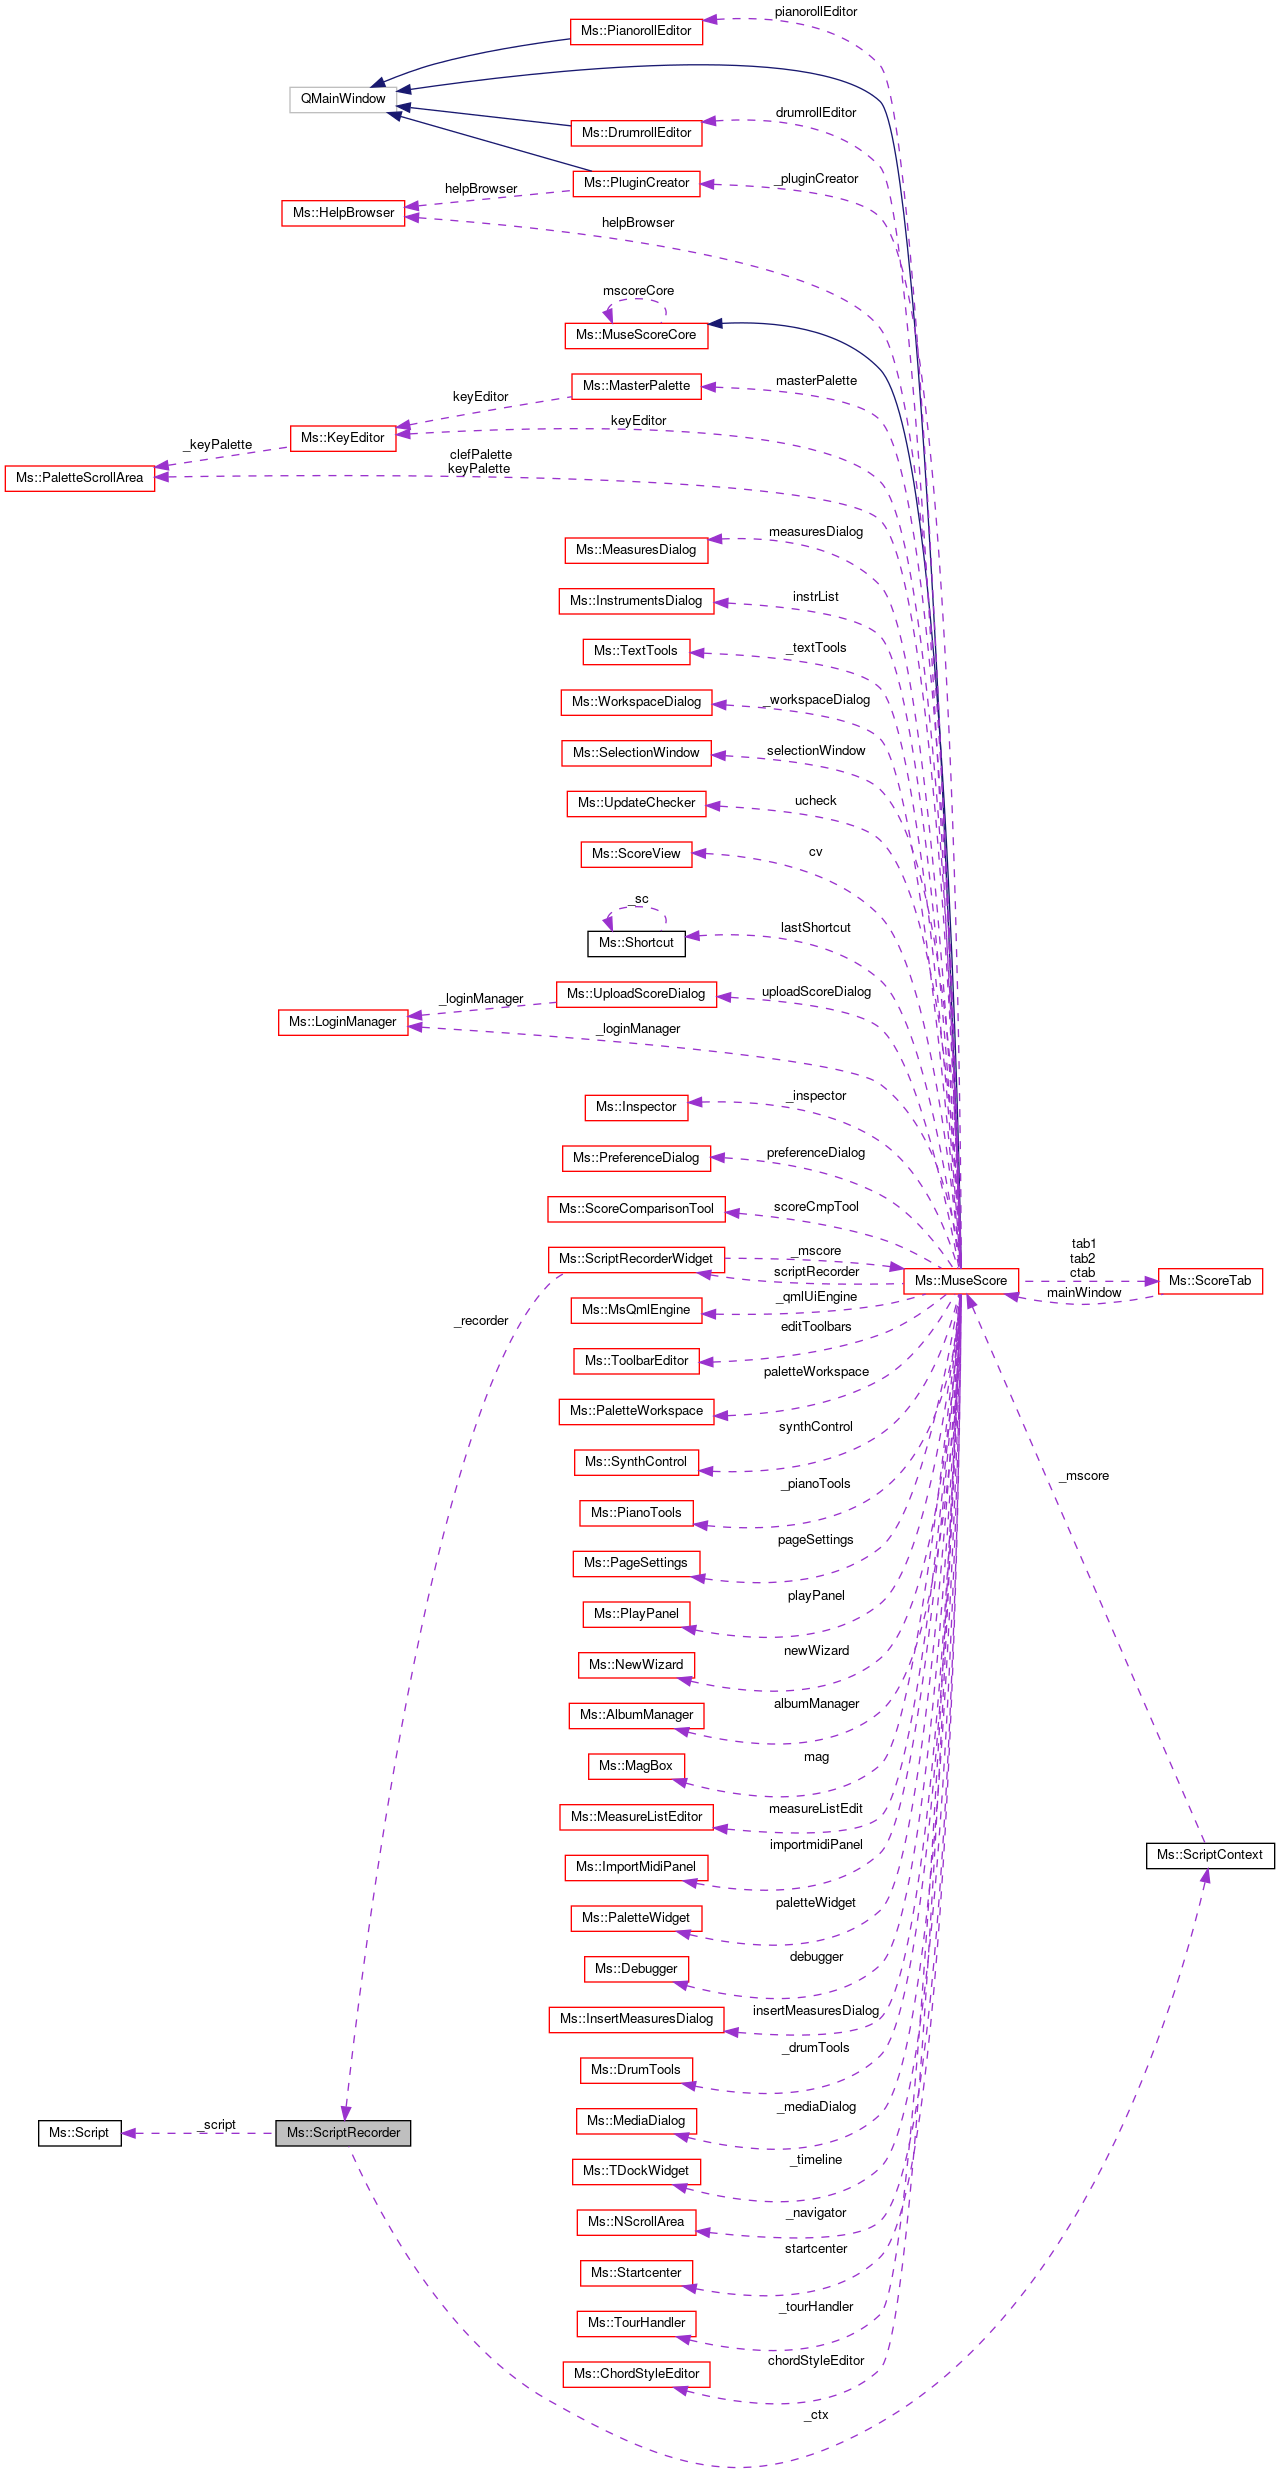 pianorollEditor
Ms::PianorollEditor
QMainWindow
drumrollEditor
Ms::DrumrollEditor
_pluginCreator
Ms::PluginCreator
helpBrowser
Ms::HelpBrowser
helpBrowser
mscoreCore
Ms::MuseScoreCore
masterPalette
Ms::MasterPalette
keyEditor
keyEditor
Ms::KeyEditor
_keyPalette
clefPalette
keyPalette
Ms::PaletteScrollArea
measuresDialog
Ms::MeasuresDialog
instrList
Ms::InstrumentsDialog
_textTools
Ms::TextTools
_workspaceDialog
Ms::WorkspaceDialog
selectionWindow
Ms::SelectionWindow
ucheck
Ms::UpdateChecker
cv
Ms::ScoreView
_sc
lastShortcut
Ms::Shortcut
uploadScoreDialog
Ms::UploadScoreDialog
_loginManager
Ms::LoginManager
_loginManager
_inspector
Ms::Inspector
preferenceDialog
Ms::PreferenceDialog
scoreCmpTool
Ms::ScoreComparisonTool
_mscore
Ms::ScriptRecorderWidget
scriptRecorder
Ms::MuseScore
tab1
tab2
ctab
Ms::ScoreTab
mainWindow
_qmlUiEngine
Ms::MsQmlEngine
_recorder
editToolbars
Ms::ToolbarEditor
paletteWorkspace
Ms::PaletteWorkspace
synthControl
Ms::SynthControl
_mscore
_pianoTools
Ms::PianoTools
pageSettings
Ms::PageSettings
playPanel
Ms::PlayPanel
newWizard
Ms::NewWizard
albumManager
Ms::AlbumManager
mag
Ms::MagBox
measureListEdit
Ms::MeasureListEditor
importmidiPanel
Ms::ScriptContext
Ms::ImportMidiPanel
paletteWidget
Ms::PaletteWidget
debugger
Ms::Debugger
insertMeasuresDialog
Ms::InsertMeasuresDialog
_drumTools
Ms::DrumTools
_mediaDialog
Ms::MediaDialog
_script
Ms::Script
Ms::ScriptRecorder
_timeline
Ms::TDockWidget
_navigator
Ms::NScrollArea
startcenter
Ms::Startcenter
_tourHandler
Ms::TourHandler
chordStyleEditor
Ms::ChordStyleEditor
_ctx